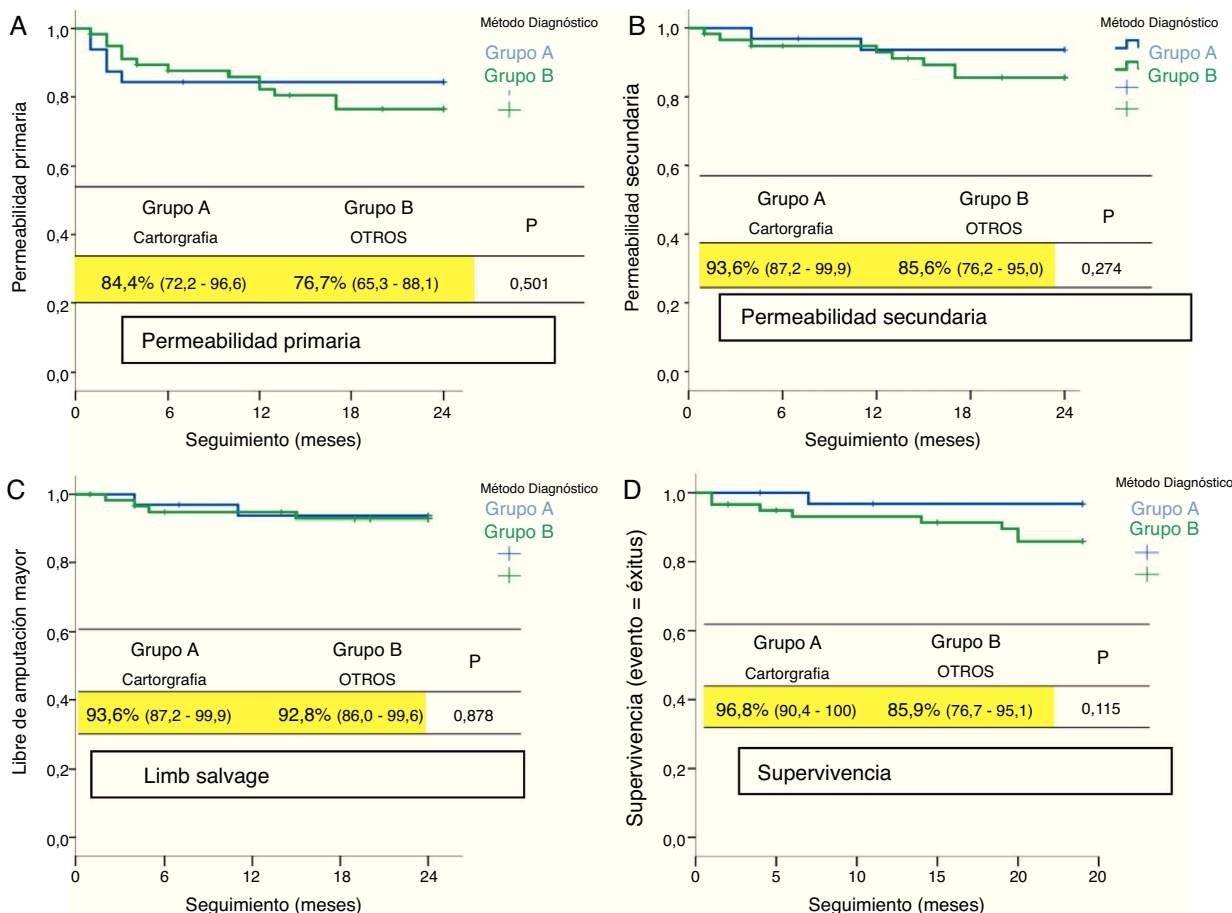 A
Método Diagnóstico
Grupo A
Grupo B
Permeabilidad primaria
1,0
0,8
0,6
0,4
0,2
0,0
Grupo A
Grupo B
P
Cartorgrafia
OTROS
84,4% (72,2 - 96,6)
76,7% (65,3 - 88,1)
0,501
Permeabilidad primaria
0
6
12
18
24
Seguimiento (meses)
B
Método Diagnóstico
Grupo A
Grupo B
Permeabilidad secundaria
1,0
0,8
0,6
0,4
0,2
0,0
Grupo A
Grupo B
P
Cartorgrafia
OTROS
93,6% (87,2 - 99,9)
85,6% (76,2 - 95,0)
0,274
Permeabilidad secundaria
0
6
12
18
24
Seguimiento (meses)
C
Método Diagnóstico
Grupo A
Grupo B
Libre de amputación mayor
1,0
0,8
0,6
0,4
0,2
0,0
Grupo A
Grupo B
P
Cartorgrafia
OTROS
93,6% (87,2 - 99,9)
92,8% (86,0 - 99,6)
0,878
Limb salvage
0
6
12
18
24
Seguimiento (meses)
D
Método Diagnóstico
Grupo A
Grupo B
Supervivencia (evento = éxitus)
1,0
0,8
0,6
0,4
0,2
0,0
Grupo A
Grupo B
P
Cartorgrafia
OTROS
96,8% (90,4 - 100)
85,9% (76,7 - 95,1)
0,115
Supervivencia
0
5
10
15
20
20
Seguimiento (meses)